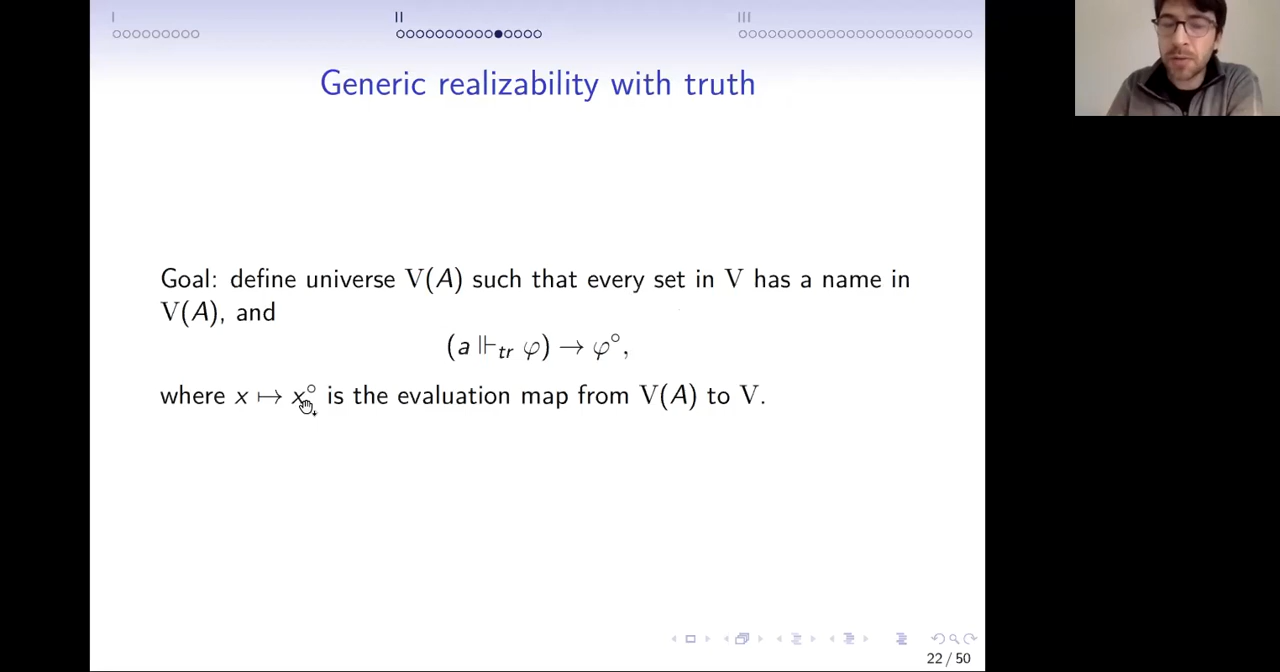 I II III
Generic realizability with truth
Goal: define universe V(A) such that every set in V has a name in
V(A), and
(a ⊩ₜᵣ φ) → φ°,
where x ↦ x° is the evaluation map from V(A) to V.
22 / 50